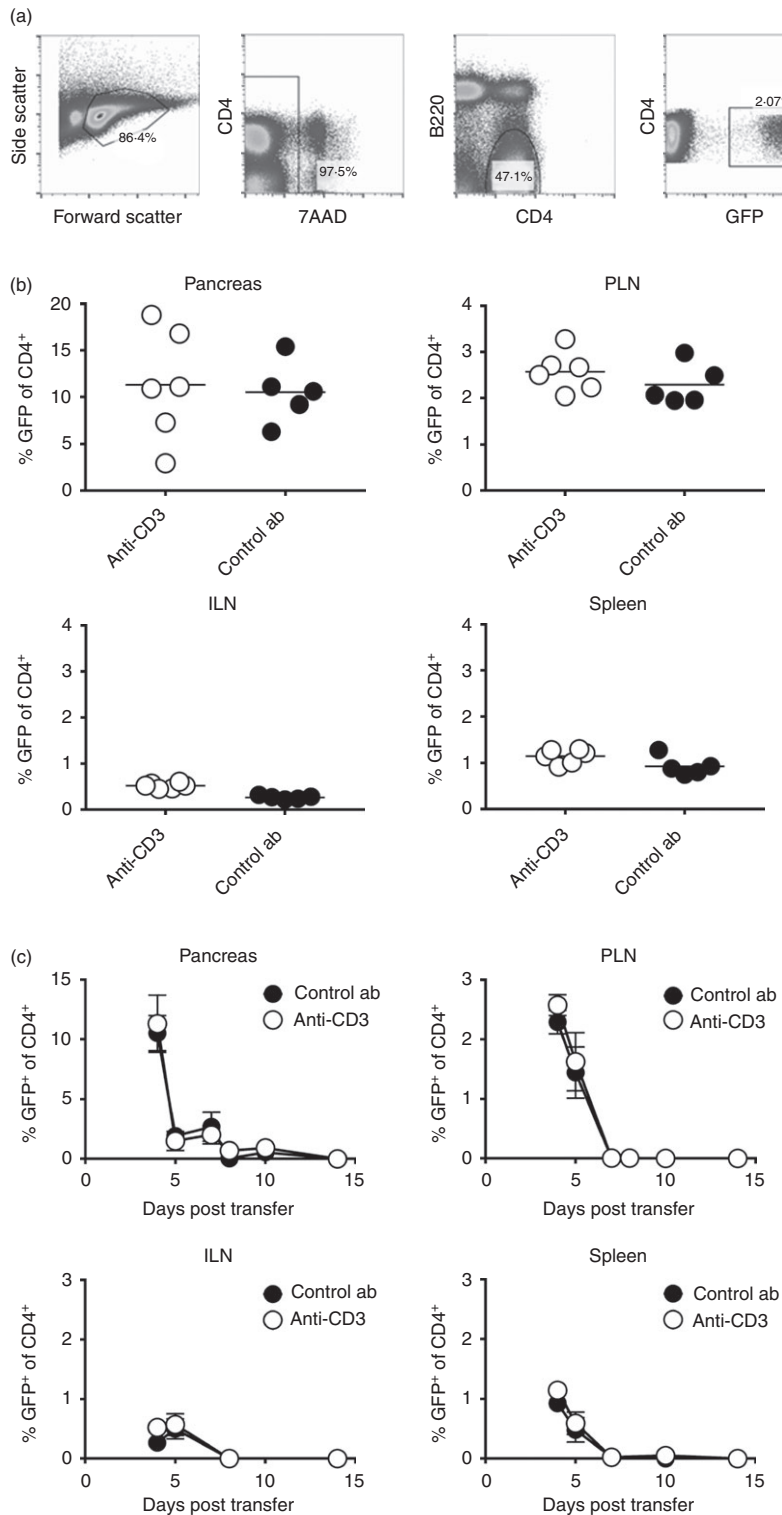 (a)
Side scatter
86·4%
Forward scatter
CD4
97·5%
7AAD
B220
47·1%
CD4
CD4
2·07
GFP
(b)
Pancreas
% GFP of CD4+
20
15
10
5
0
Anti-CD3
Control ab
PLN
% GFP of CD4+
4
3
2
1
0
Anti-CD3
Control ab
ILN
% GFP of CD4+
4
3
2
1
0
Anti-CD3
Control ab
Spleen
% GFP of CD4+
4
3
2
1
0
Anti-CD3
Control ab
(c)
Pancreas
% GFP+ of CD4+
15
10
5
0
Control ab
Anti-CD3
0 5 10 15
Days post transfer
PLN
% GFP+ of CD4+
3
2
1
0
Control ab
Anti-CD3
0 5 10 15
Days post transfer
ILN
% GFP+ of CD4+
3
2
1
0
Control ab
Anti-CD3
0 5 10 15
Days post transfer
Spleen
% GFP+ of CD4+
3
2
1
0
Control ab
Anti-CD3
0 5 10 15
Days post transfer